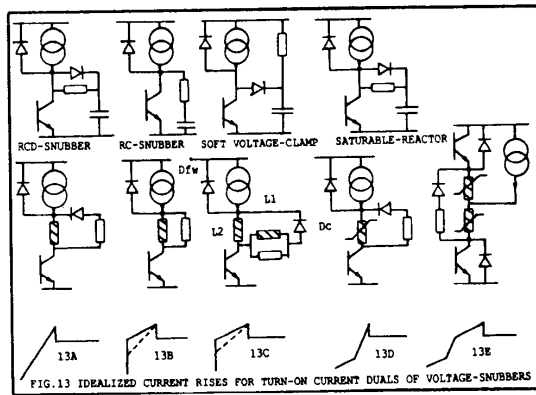 RCD-SNUBBER RC-SNUBBER SOFT VOLTAGE-CLAMP SATURABLE-REACTOR
Dfw
L1
L2
Dc
13A 13B 13C 13D 13E
FIG.13 IDEALIZED CURRENT RISES FOR TURN-ON CURRENT DUALS OF VOLTAGE-SNUBBERS